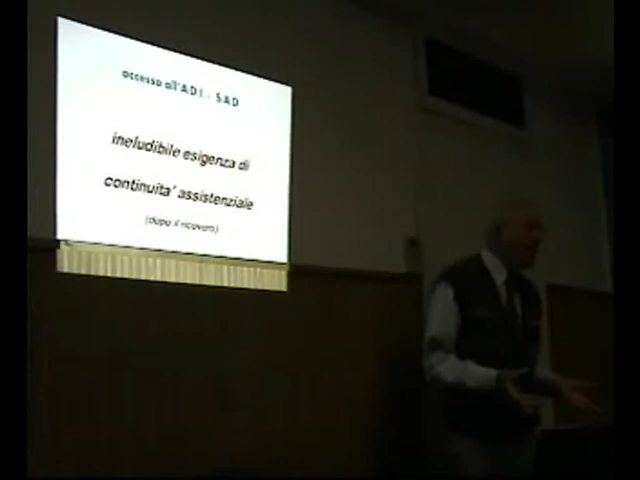 accesso all'A.D.I. - S.A.D.
ineludibile esigenza di
continuita' assistenziale
(dopo il ricovero)